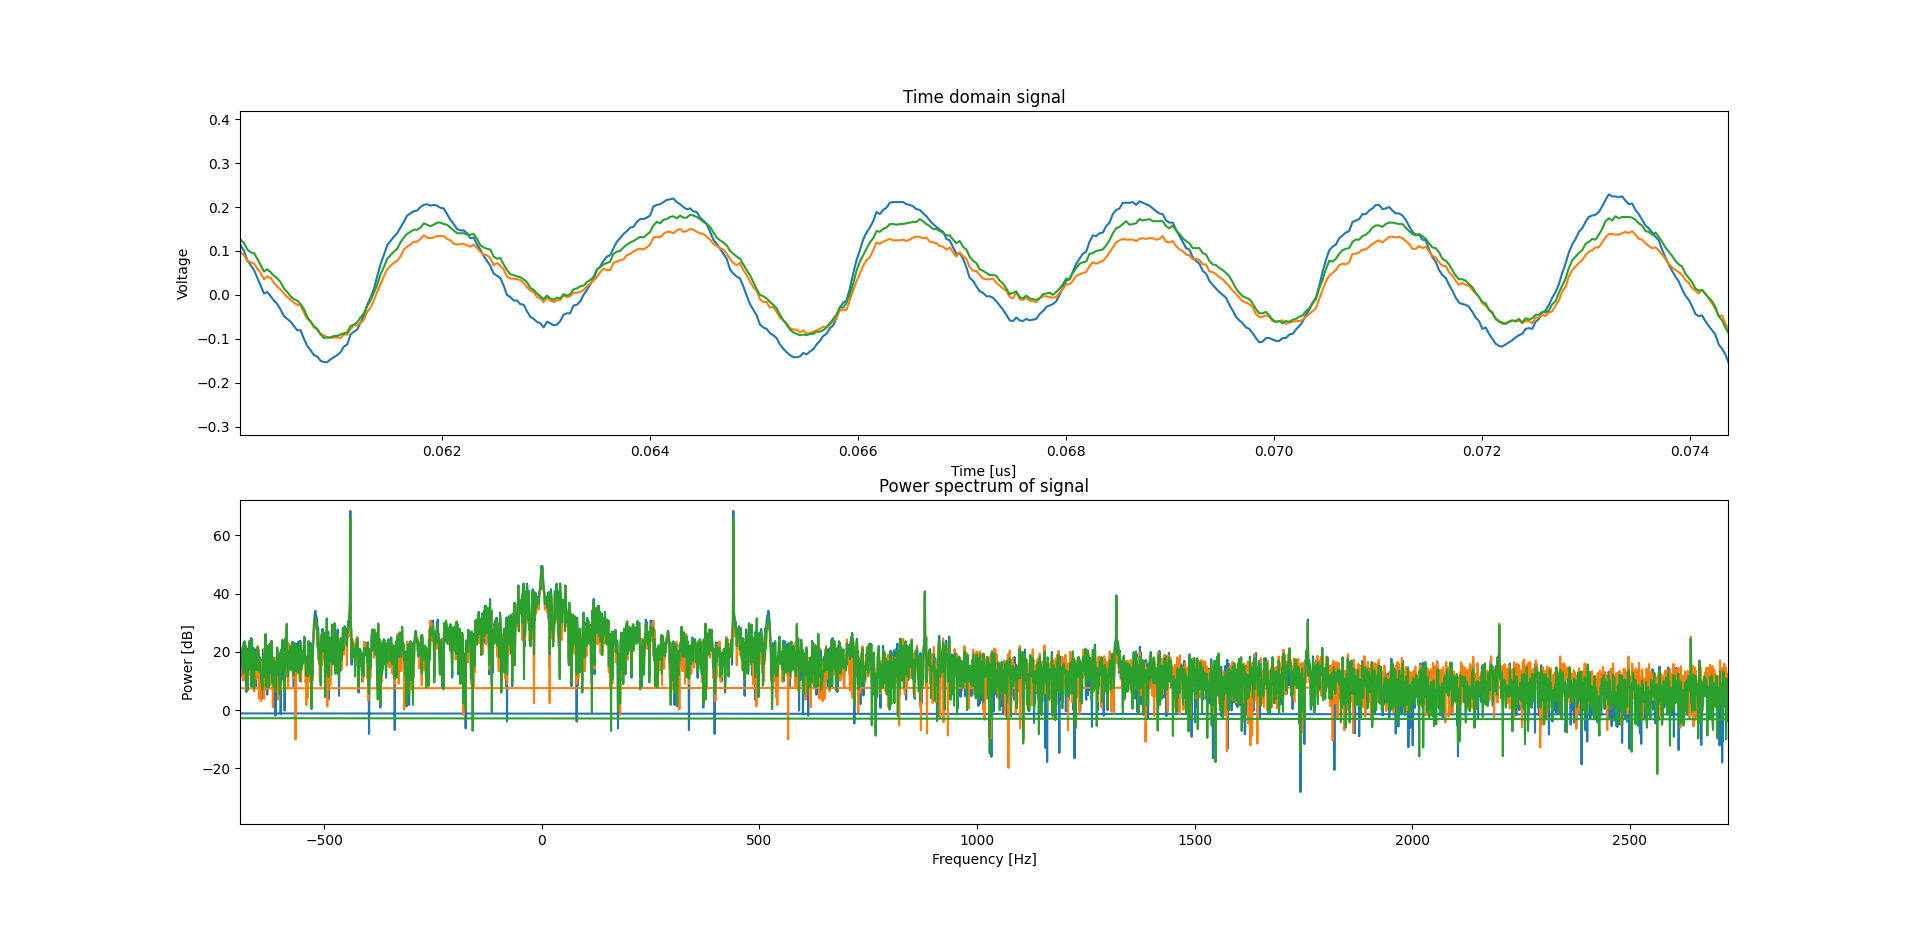 Time domain signal
0.4
0.3
0.2
0.1
0.0
−0.1
−0.2
−0.3
Voltage
0.062 0.064 0.066 0.068 0.070 0.072 0.074
Time [us]
Power spectrum of signal
60
40
20
0
−20
Power [dB]
−500 0 500 1000 1500 2000 2500
Frequency [Hz]